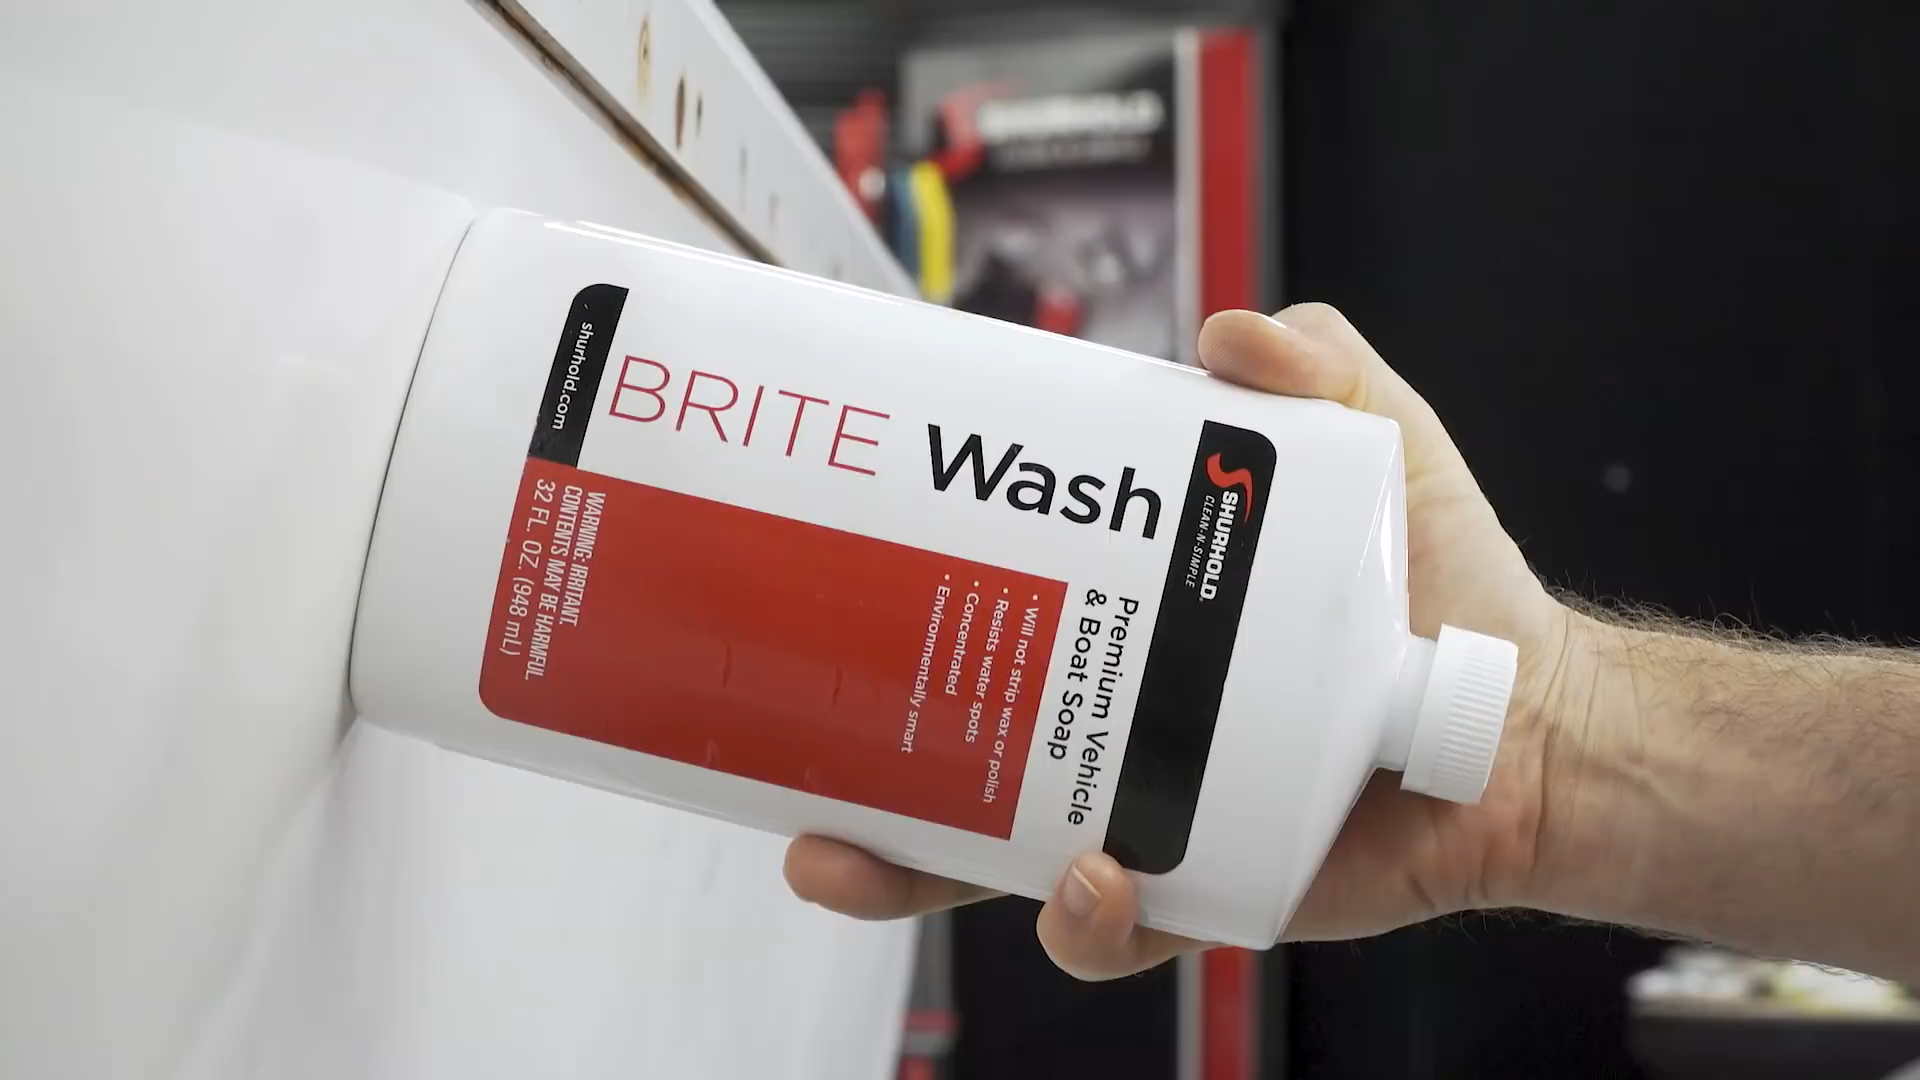 SHURHOLD
CLEAN-N-SIMPLE
Premium Vehicle
& Boat Soap
BRITE Wash
• Will not strip wax or polish
• Resists water spots
• Concentrated
• Environmentally smart
WARNING: IRRITANT.
CONTENTS MAY BE HARMFUL.
32 FL. OZ. (948 mL)
shurhold.com